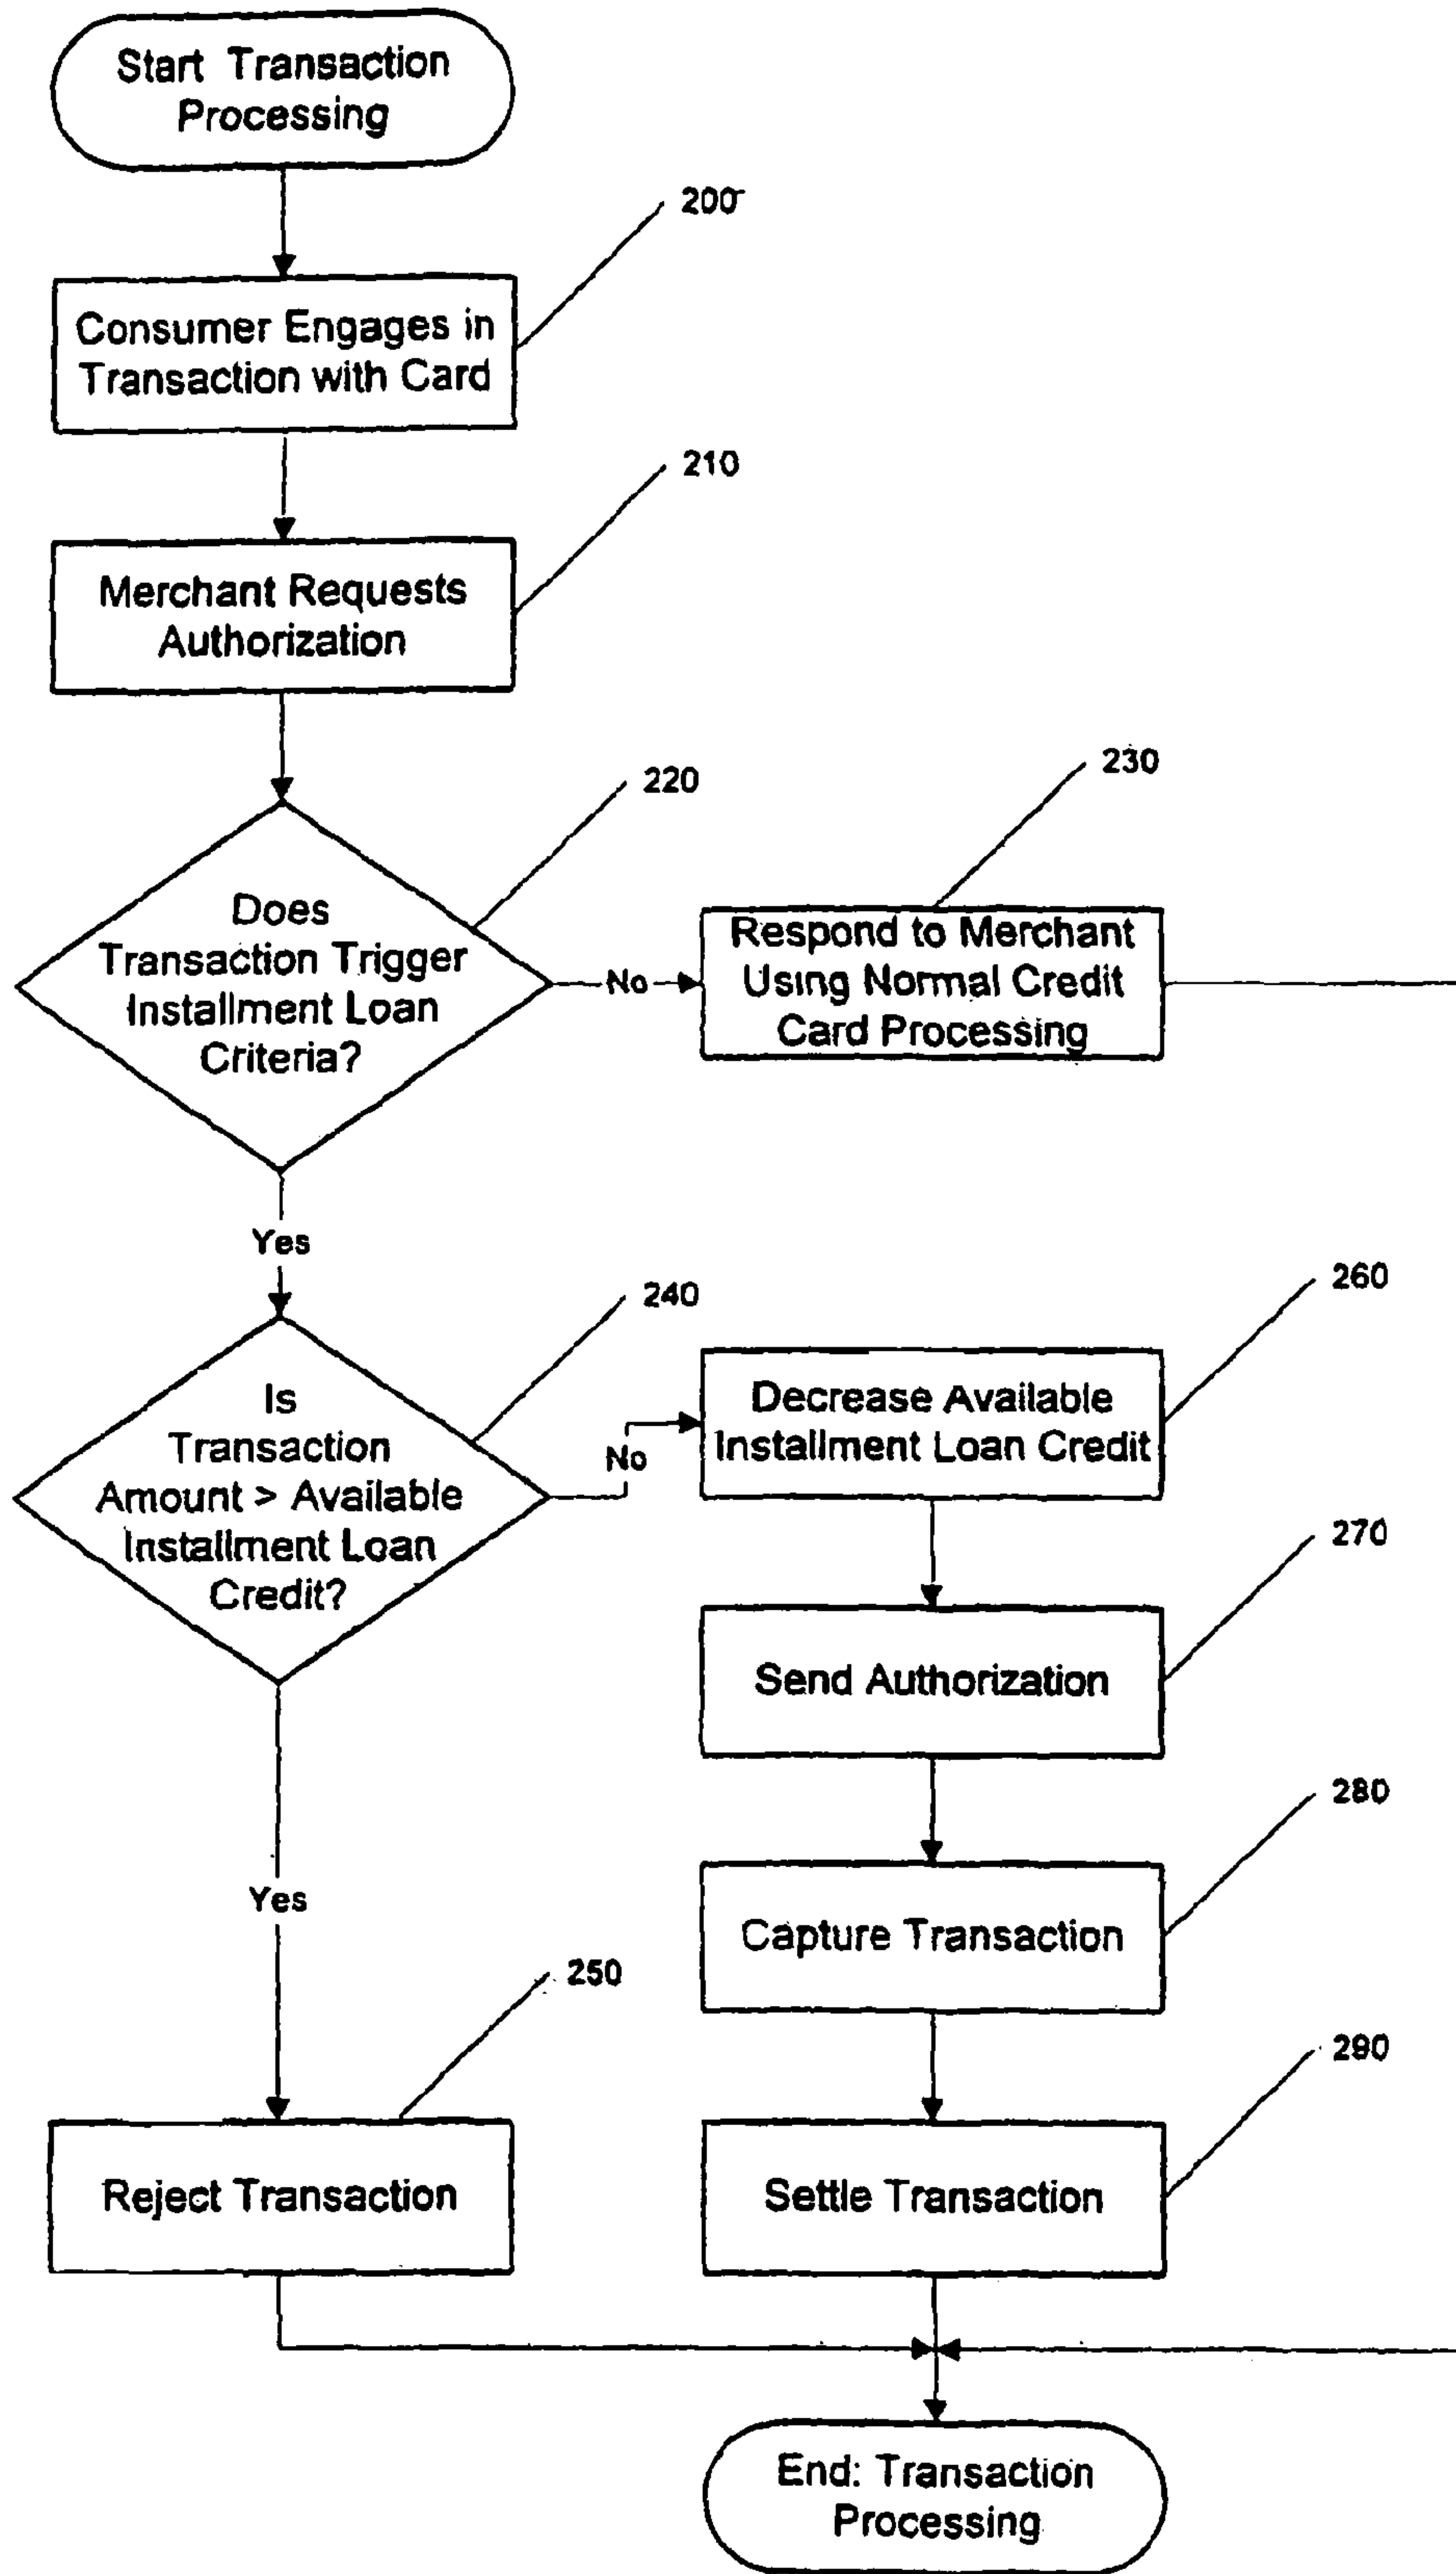 Start Transaction
Processing
200
Consumer Engages in
Transaction with Card
210
Merchant Requests
Authorization
220
Does
Transaction Trigger
Installment Loan
Criteria?
No
230
Respond to Merchant
Using Normal Credit
Card Processing
Yes
240
Is
Transaction
Amount > Available
Installment Loan
Credit?
No
260
Decrease Available
Installment Loan Credit
270
Send Authorization
280
Capture Transaction
Yes
250
Reject Transaction
290
Settle Transaction
End: Transaction
Processing